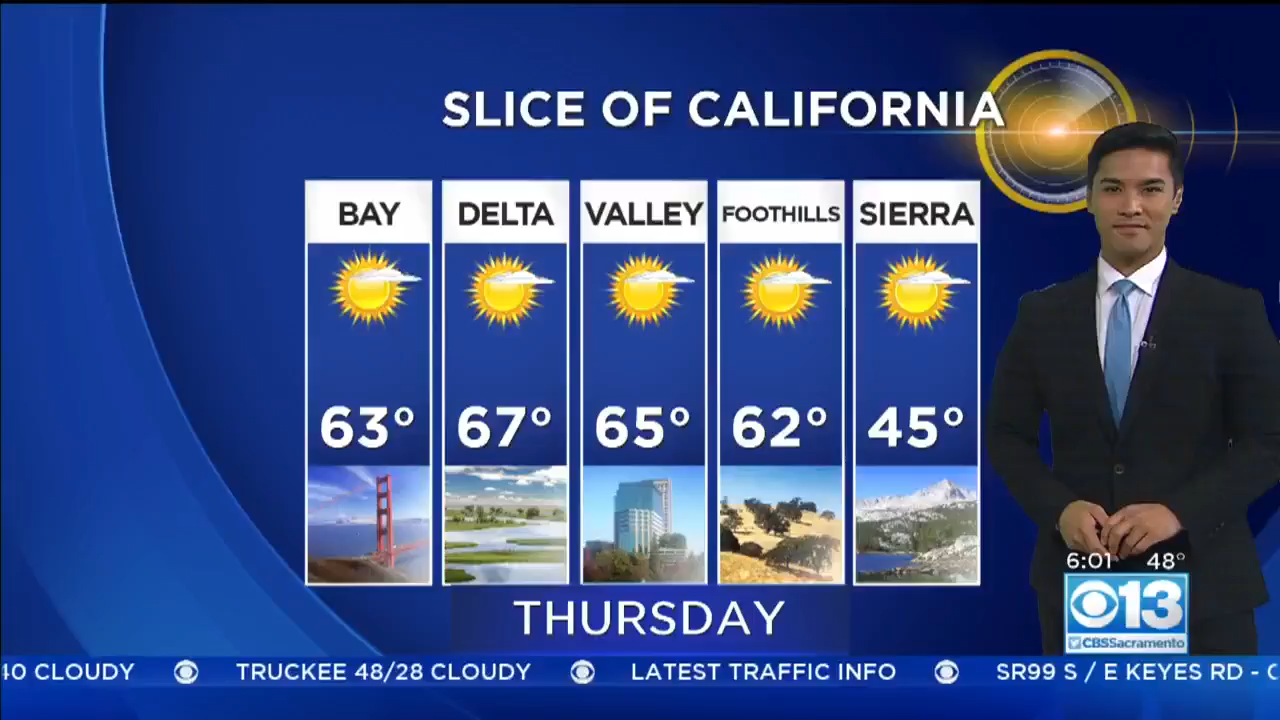 SLICE OF CALIFORNIA
BAY DELTA VALLEY FOOTHILLS SIERRA
63° 67° 65° 62° 45°
THURSDAY
6:01 48°
13
CBSSacramento
40 CLOUDY TRUCKEE 48/28 CLOUDY LATEST TRAFFIC INFO SR99 S / E KEYES RD -